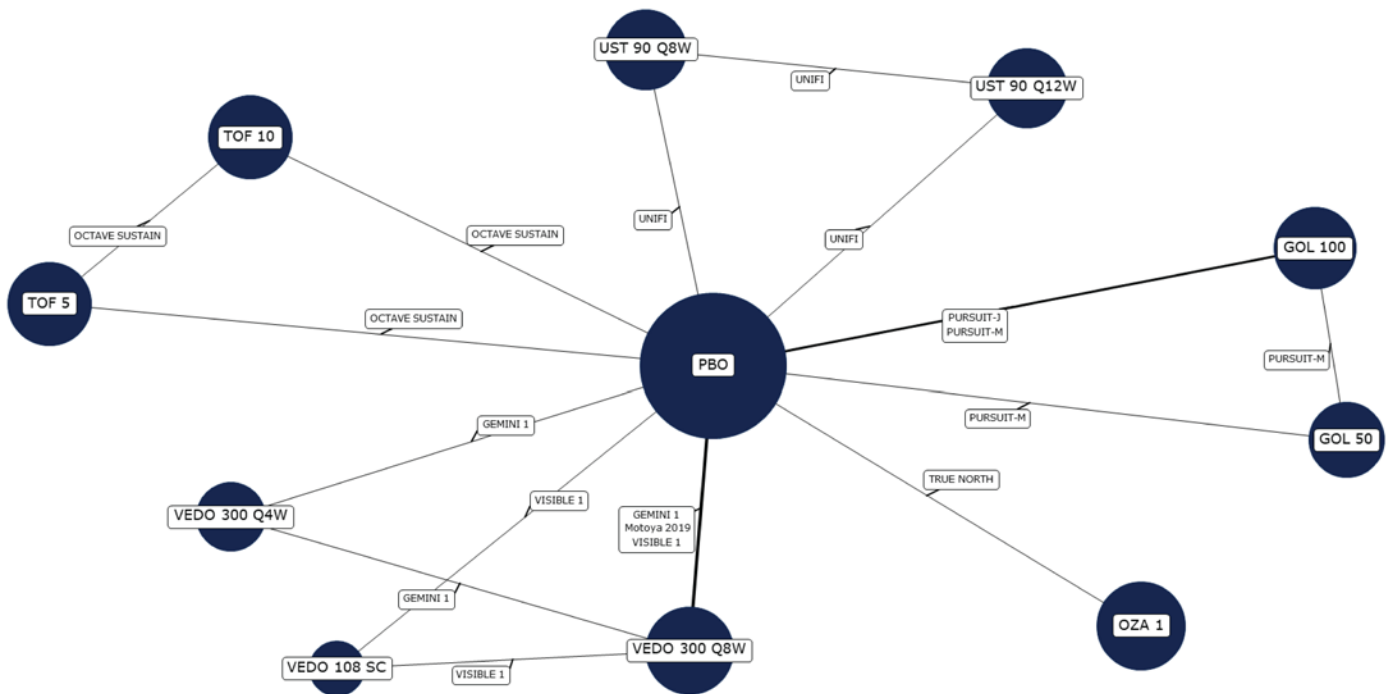 UST 90 Q8W
UNIFI
UST 90 Q12W
TOF 10
UNIFI
OCTAVE SUSTAIN
OCTAVE SUSTAIN
UNIFI
GOL 100
TOF 5
OCTAVE SUSTAIN
PURSUIT-J
PURSUIT-M
PURSUIT-M
PBO
PURSUIT-M
GEMINI 1
GOL 50
TRUE NORTH
VISIBLE 1
VEDO 300 Q4W
GEMINI 1
Motoya 2019
VISIBLE 1
GEMINI 1
OZA 1
VEDO 300 Q8W
VEDO 108 SC
VISIBLE 1